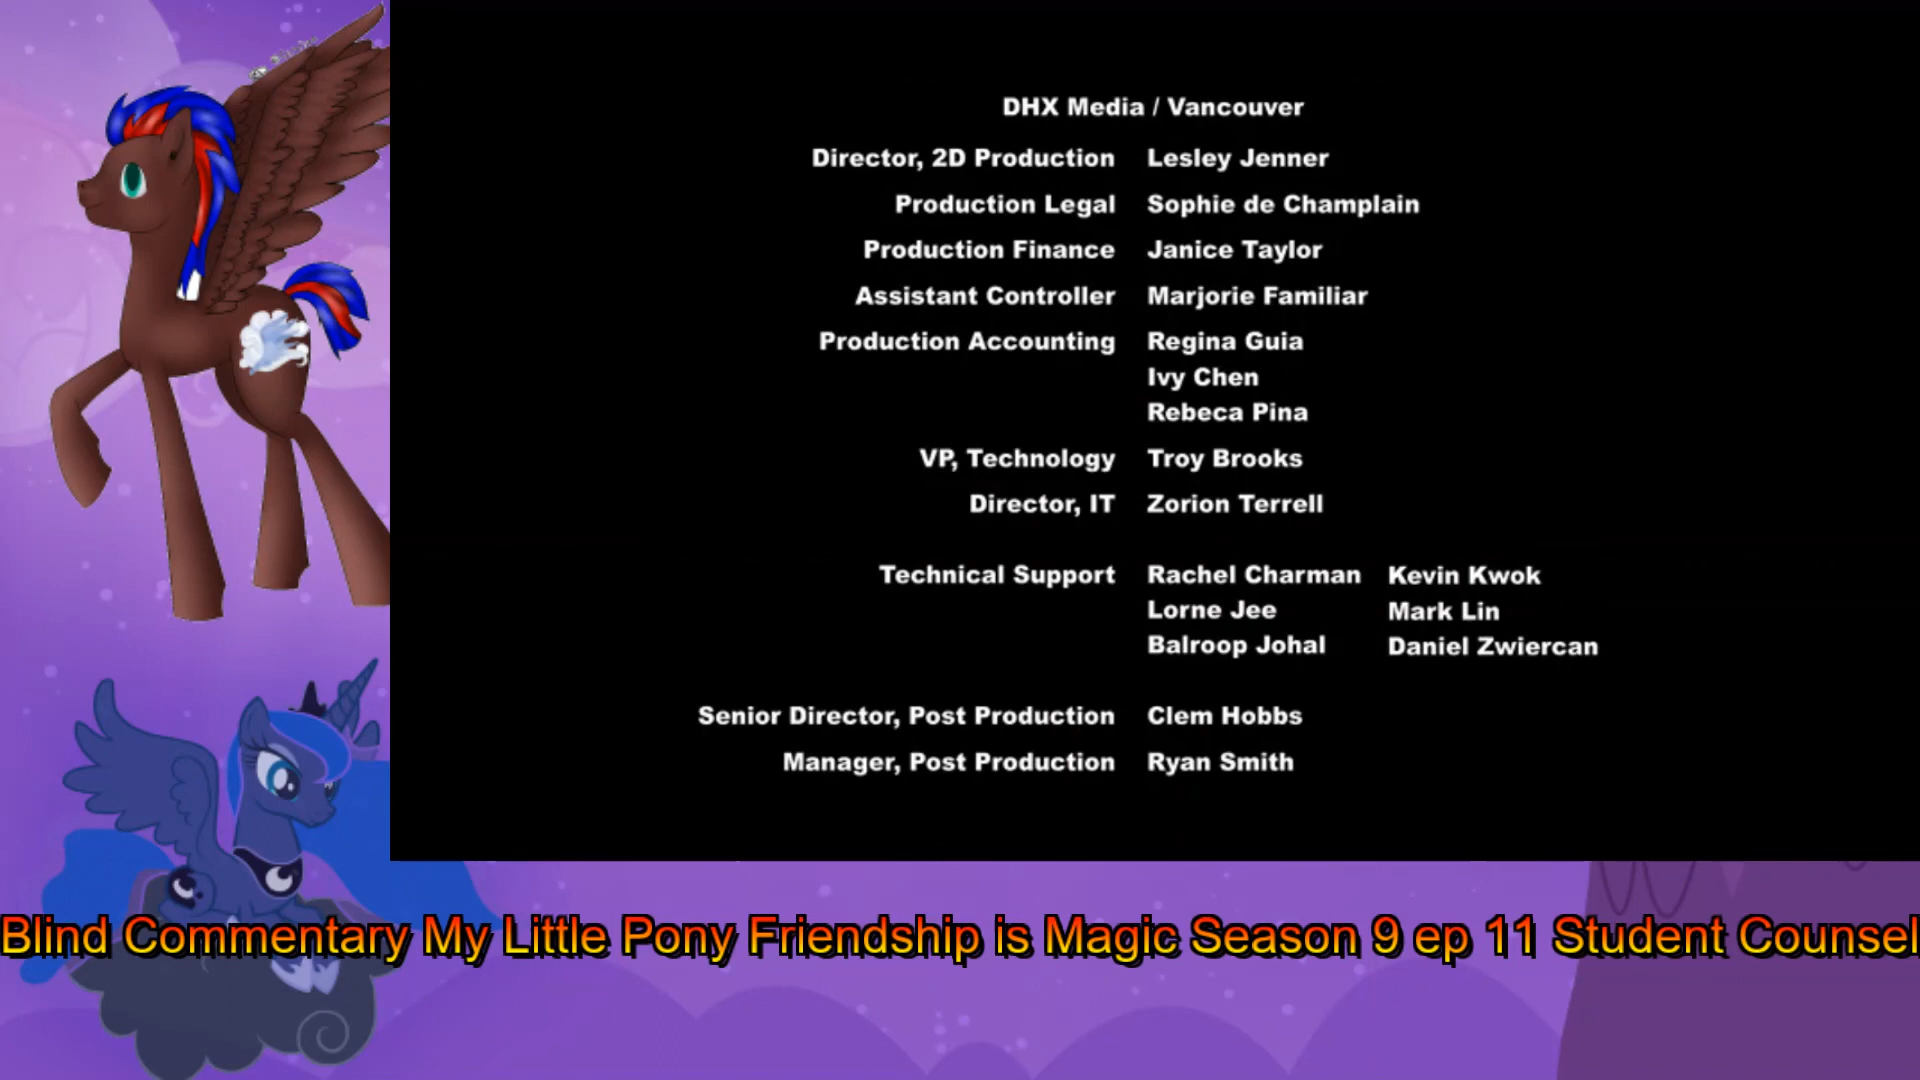 DHX Media / Vancouver
Director, 2D Production Lesley Jenner
Production Legal Sophie de Champlain
Production Finance Janice Taylor
Assistant Controller Marjorie Familiar
Production Accounting Regina Guia
Ivy Chen
Rebeca Pina
VP, Technology Troy Brooks
Director, IT Zorion Terrell
Technical Support Rachel Charman Kevin Kwok
Lorne Jee Mark Lin
Balroop Johal Daniel Zwiercan
Senior Director, Post Production Clem Hobbs
Manager, Post Production Ryan Smith
Blind Commentary My Little Pony Friendship is Magic Season 9 ep 11 Student Counsel